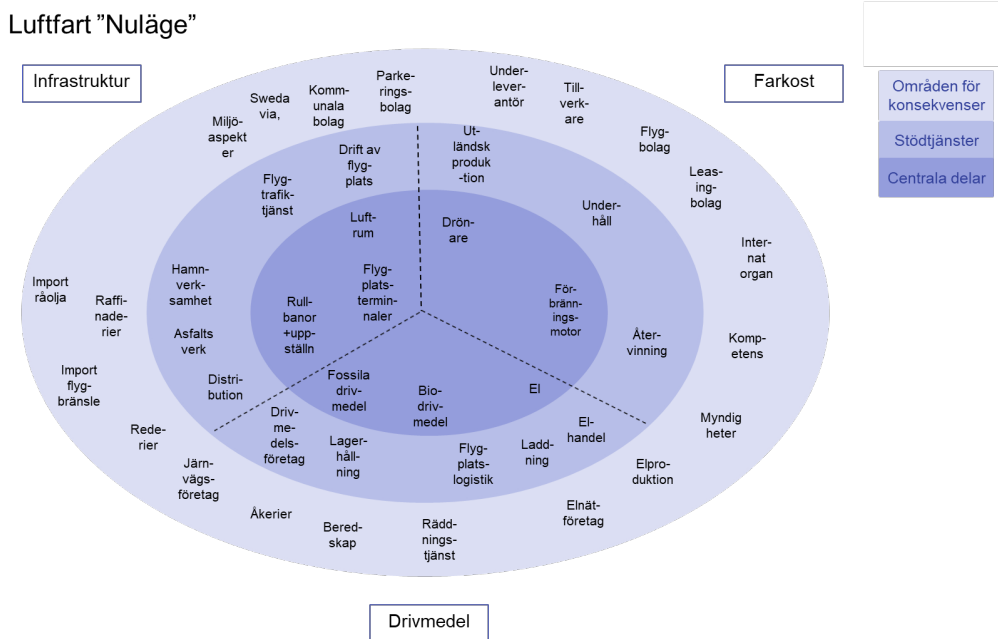 Luftfart ”Nuläge”
Infrastruktur
Farkost
Områden för
konsekvenser
Stödtjänster
Centrala delar
Miljö-
aspekt
er
Sweda
via,
Kom-
unala
bolag
Parke-
rings-
bolag
Under-
lever-
antör
Till-
verk-
are
Flyg-
bolag
Leas-
ing-
bolag
Inter-
nat
organ
Komp-
etens
Myndig
heter
Elpro-
duktion
Elnät-
företag
Rädd-
nings-
tjänst
Bered-
skap
Åkerier
Järn-
vägs-
företag
Rede-
rier
Import
flyg-
bränsle
Raffi-
nade-
rier
Import
råolja
Flyg-
trafik-
tjänst
Drift av
flyg-
plats
Ut-
ländsk
produk
-tion
Under-
håll
Åter-
vinning
El-
handel
Ladd-
ning
Flyg-
plats-
logistik
Lager-
håll-
ning
Driv-
me-
dels-
företag
Distri-
bution
Asfalts
verk
Hamn-
verk-
samhet
Luft-
rum
Flyg-
plats-
termin-
naler
Rull-
banor
+upp-
ställn
Drön-
are
För-
bränn-
ings-
motor
Fossila
driv-
medel
Bio-
driv-
medel
El
Drivmedel